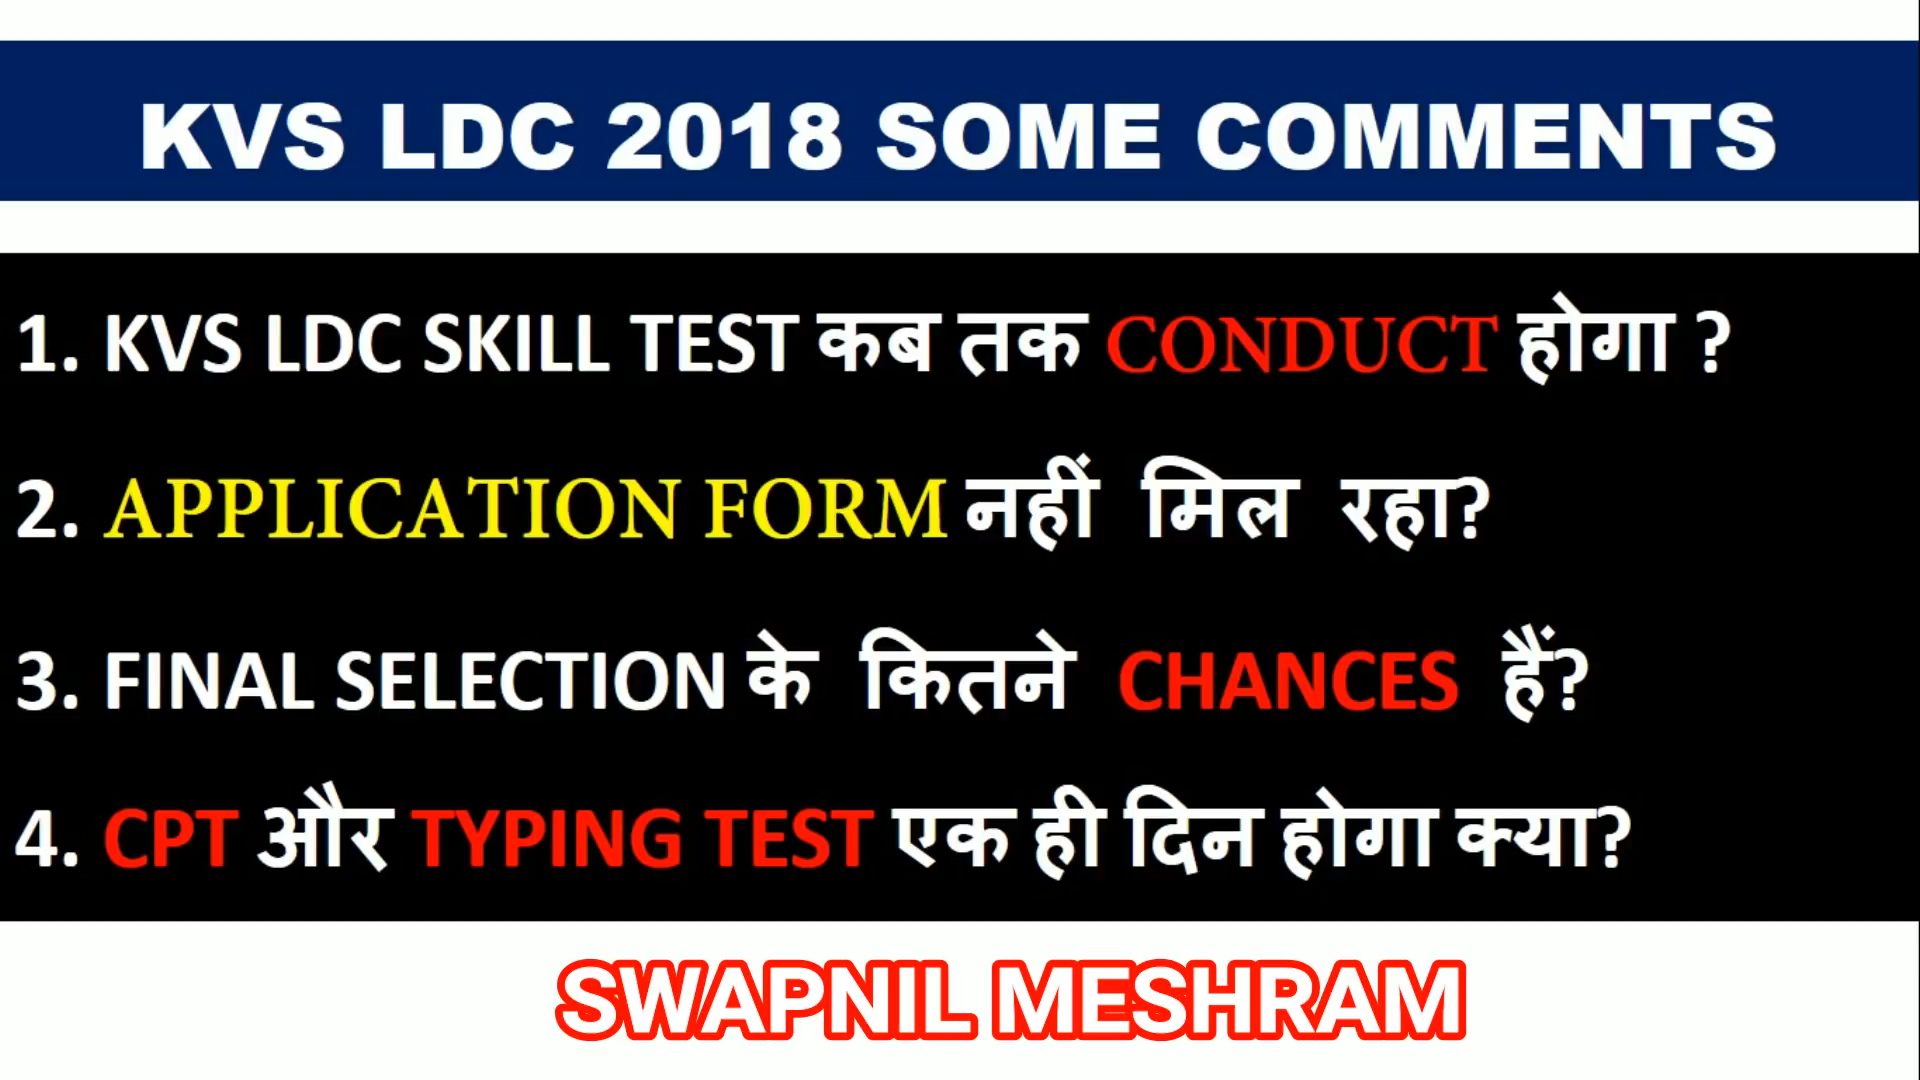 KVS LDC 2018 SOME COMMENTS
1. KVS LDC SKILL TEST कब तक CONDUCT होगा ?
2. APPLICATION FORM नहीं मिल रहा?
3. FINAL SELECTION के कितने CHANCES हैं?
4. CPT और TYPING TEST एक ही दिन होगा क्या?
SWAPNIL MESHRAM